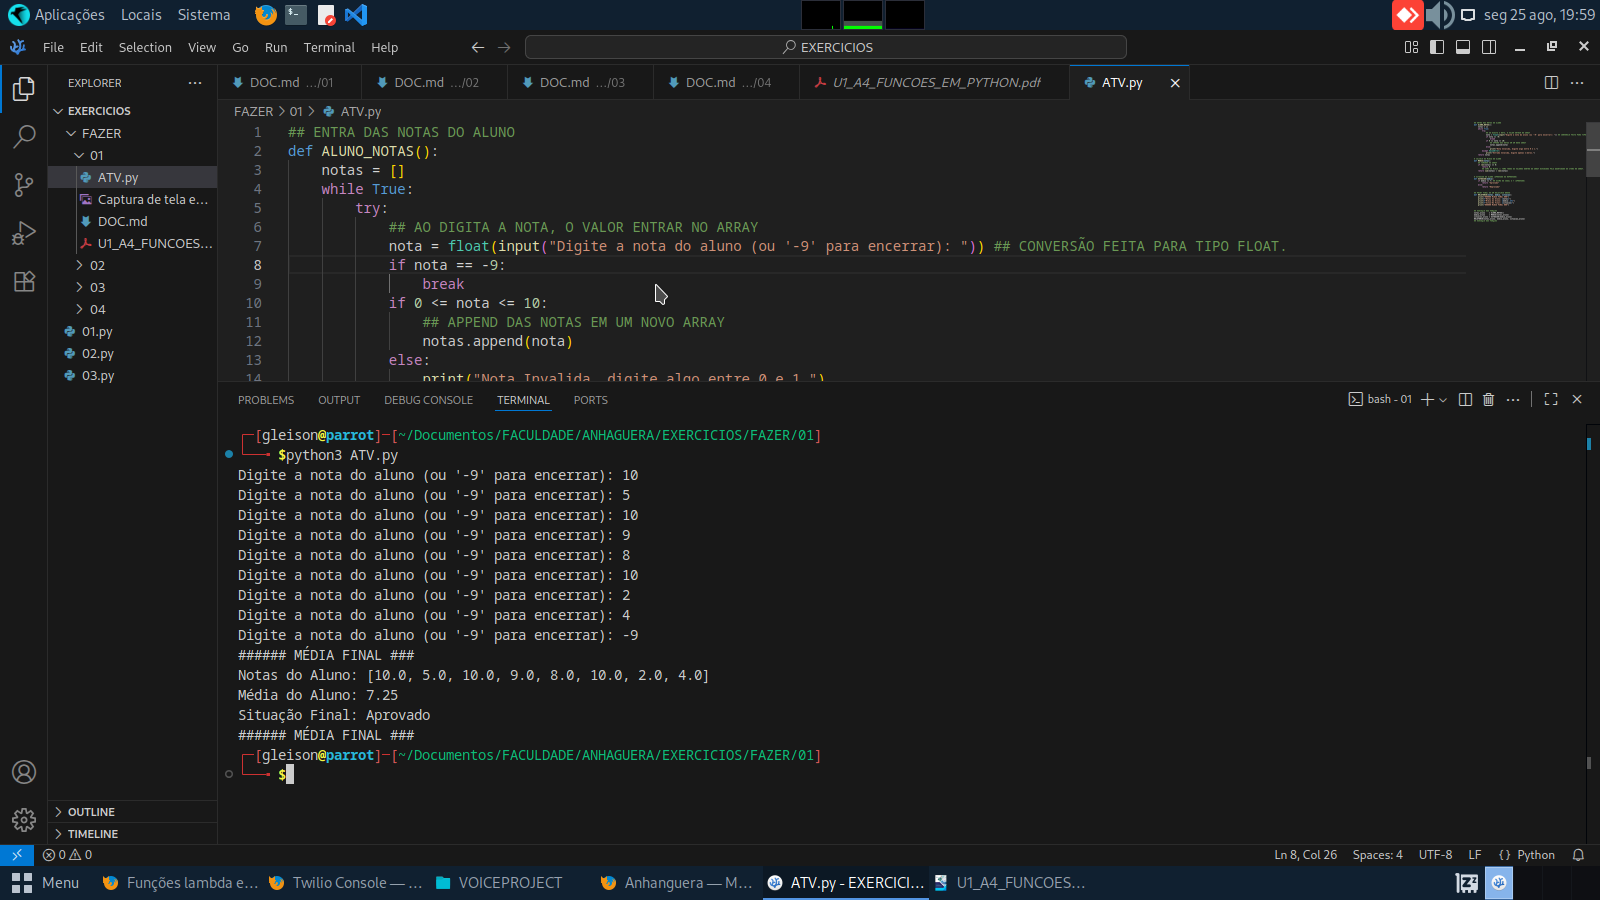 Aplicações Locais Sistema seg 25 ago, 19:59
File Edit Selection View Go Run Terminal Help EXERCICIOS
EXPLORER
EXERCICIOS
FAZER
01
ATV.py
Captura de tela e...
DOC.md
U1_A4_FUNCOES...
02
03
04
01.py
02.py
03.py
OUTLINE
TIMELINE
DOC.md .../01 DOC.md .../02 DOC.md .../03 DOC.md .../04 U1_A4_FUNCOES_EM_PYTHON.pdf ATV.py
FAZER > 01 > ATV.py
1 ## ENTRA DAS NOTAS DO ALUNO
2 def ALUNO_NOTAS():
3 notas = []
4 while True:
5 try:
6 ## AO DIGITA A NOTA, O VALOR ENTRAR NO ARRAY
7 nota = float(input("Digite a nota do aluno (ou '-9' para encerrar): ")) ## CONVERSÃO FEITA PARA TIPO FLOAT.
8 if nota == -9:
9 break
10 if 0 <= nota <= 10:
11 ## APPEND DAS NOTAS EM UM NOVO ARRAY
12 notas.append(nota)
13 else:
14 print("Nota Invalida, digite algo entre 0 e 1.")
PROBLEMS OUTPUT DEBUG CONSOLE TERMINAL PORTS bash - 01
[gleison@parrot]─[~/Documentos/FACULDADE/ANHAGUERA/EXERCICIOS/FAZER/01]
$python3 ATV.py
Digite a nota do aluno (ou '-9' para encerrar): 10
Digite a nota do aluno (ou '-9' para encerrar): 5
Digite a nota do aluno (ou '-9' para encerrar): 10
Digite a nota do aluno (ou '-9' para encerrar): 9
Digite a nota do aluno (ou '-9' para encerrar): 8
Digite a nota do aluno (ou '-9' para encerrar): 10
Digite a nota do aluno (ou '-9' para encerrar): 2
Digite a nota do aluno (ou '-9' para encerrar): 4
Digite a nota do aluno (ou '-9' para encerrar): -9
###### MÉDIA FINAL ###
Notas do Aluno: [10.0, 5.0, 10.0, 9.0, 8.0, 10.0, 2.0, 4.0]
Média do Aluno: 7.25
Situação Final: Aprovado
###### MÉDIA FINAL ###
[gleison@parrot]─[~/Documentos/FACULDADE/ANHAGUERA/EXERCICIOS/FAZER/01]
$
0 0 Ln 8, Col 26 Spaces: 4 UTF-8 LF {} Python
Menu Funções lambda e... Twilio Console — ... VOICEPROJECT Anhanguera — M... ATV.py - EXERCICI... U1_A4_FUNCOES...